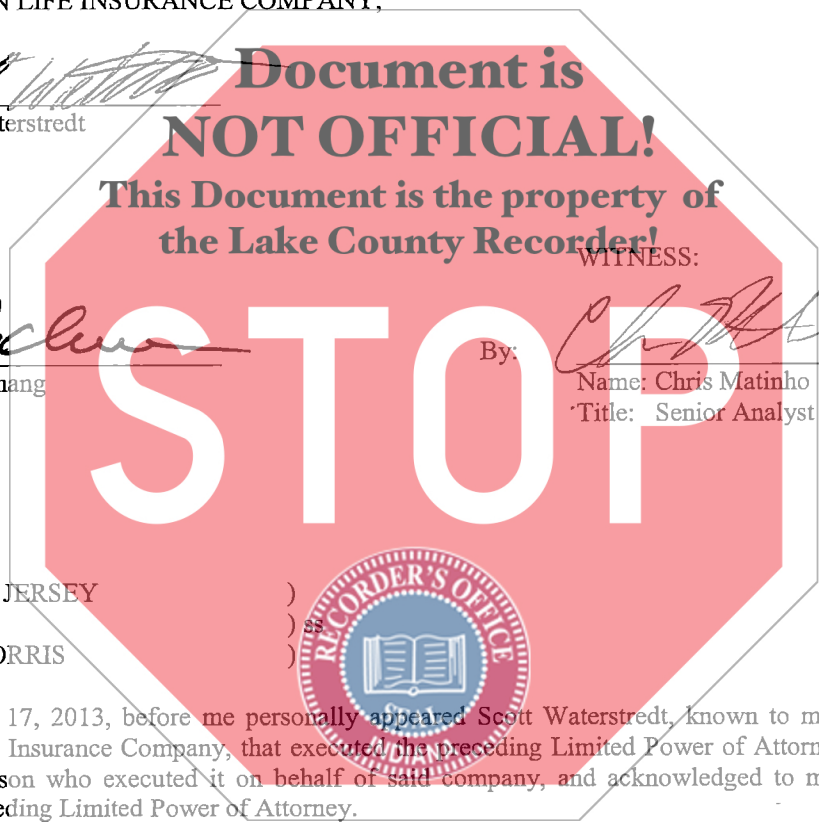 LIFE INSURANCE COMPANY,
Document is
terstredt
NOT OFFICIAL!
This Document is the property of
the Lake County Recorder!
WITNESS:
By:
hang
Name: Chris Matinho
Title: Senior Analyst
STOP
JERSEY )
) ss
ORRIS )
RECORDER'S OFFICE
SEAL
INDIANA
17, 2013, before me personally appeared Scott Waterstredt, known to m
Insurance Company, that executed the preceding Limited Power of Attorn
son who executed it on behalf of said company, and acknowledged to m
eding Limited Power of Attorney.